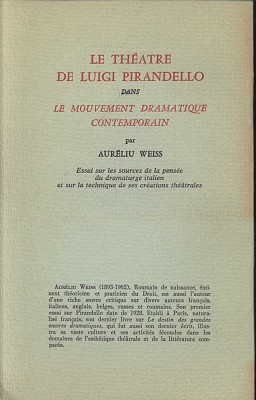 LE THÉATRE
DE LUIGI PIRANDELLO
DANS
LE MOUVEMENT DRAMATIQUE
CONTEMPORAIN
par
AURÉLIU WEISS
Essai sur les sources de la pensée
du dramaturge italien
et sur la technique de ses créations théâtrales
AURÉLIU WEISS (1893-1962), Roumain de naissance, émi-
nent théoricien et praticien du Droit, est aussi l'auteur
d'une riche œuvre critique sur divers auteurs français,
italiens, anglais, belges, russes et roumains. Son premier
essai sur Pirandello date de 1928. Etabli à Paris, natura-
lisé français, son dernier livre sur Le destin des grandes
œuvres dramatiques, qui fut aussi son dernier écrit, illus-
tra sa vaste culture et ses activités fécondes dans les
domaines de l'esthétique théâtrale et de la littérature com-
parée.